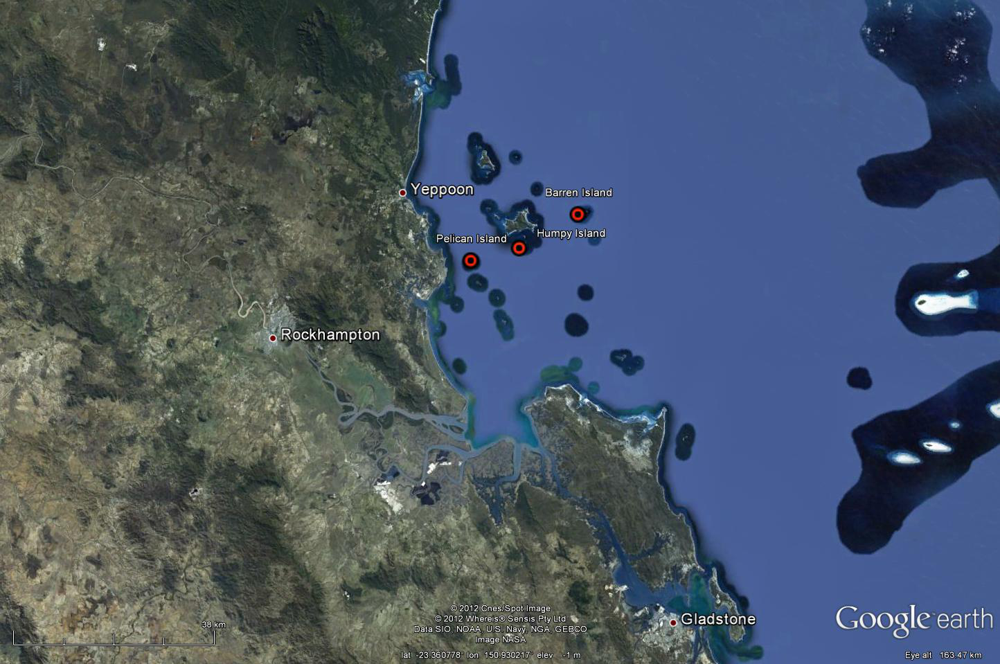 Yeppoon
Barren Island
Humpy Island
Pelican Island
Rockhampton
Gladstone
38 km
© 2012 Cnes/Spot Image
© 2012 Whereis® Sensis Pty Ltd
Data SIO, NOAA, U.S. Navy, NGA, GEBCO
Image NASA
lat -23.360778° lon 150.930217° elev -1 m
Google earth
Eye alt 163.47 km